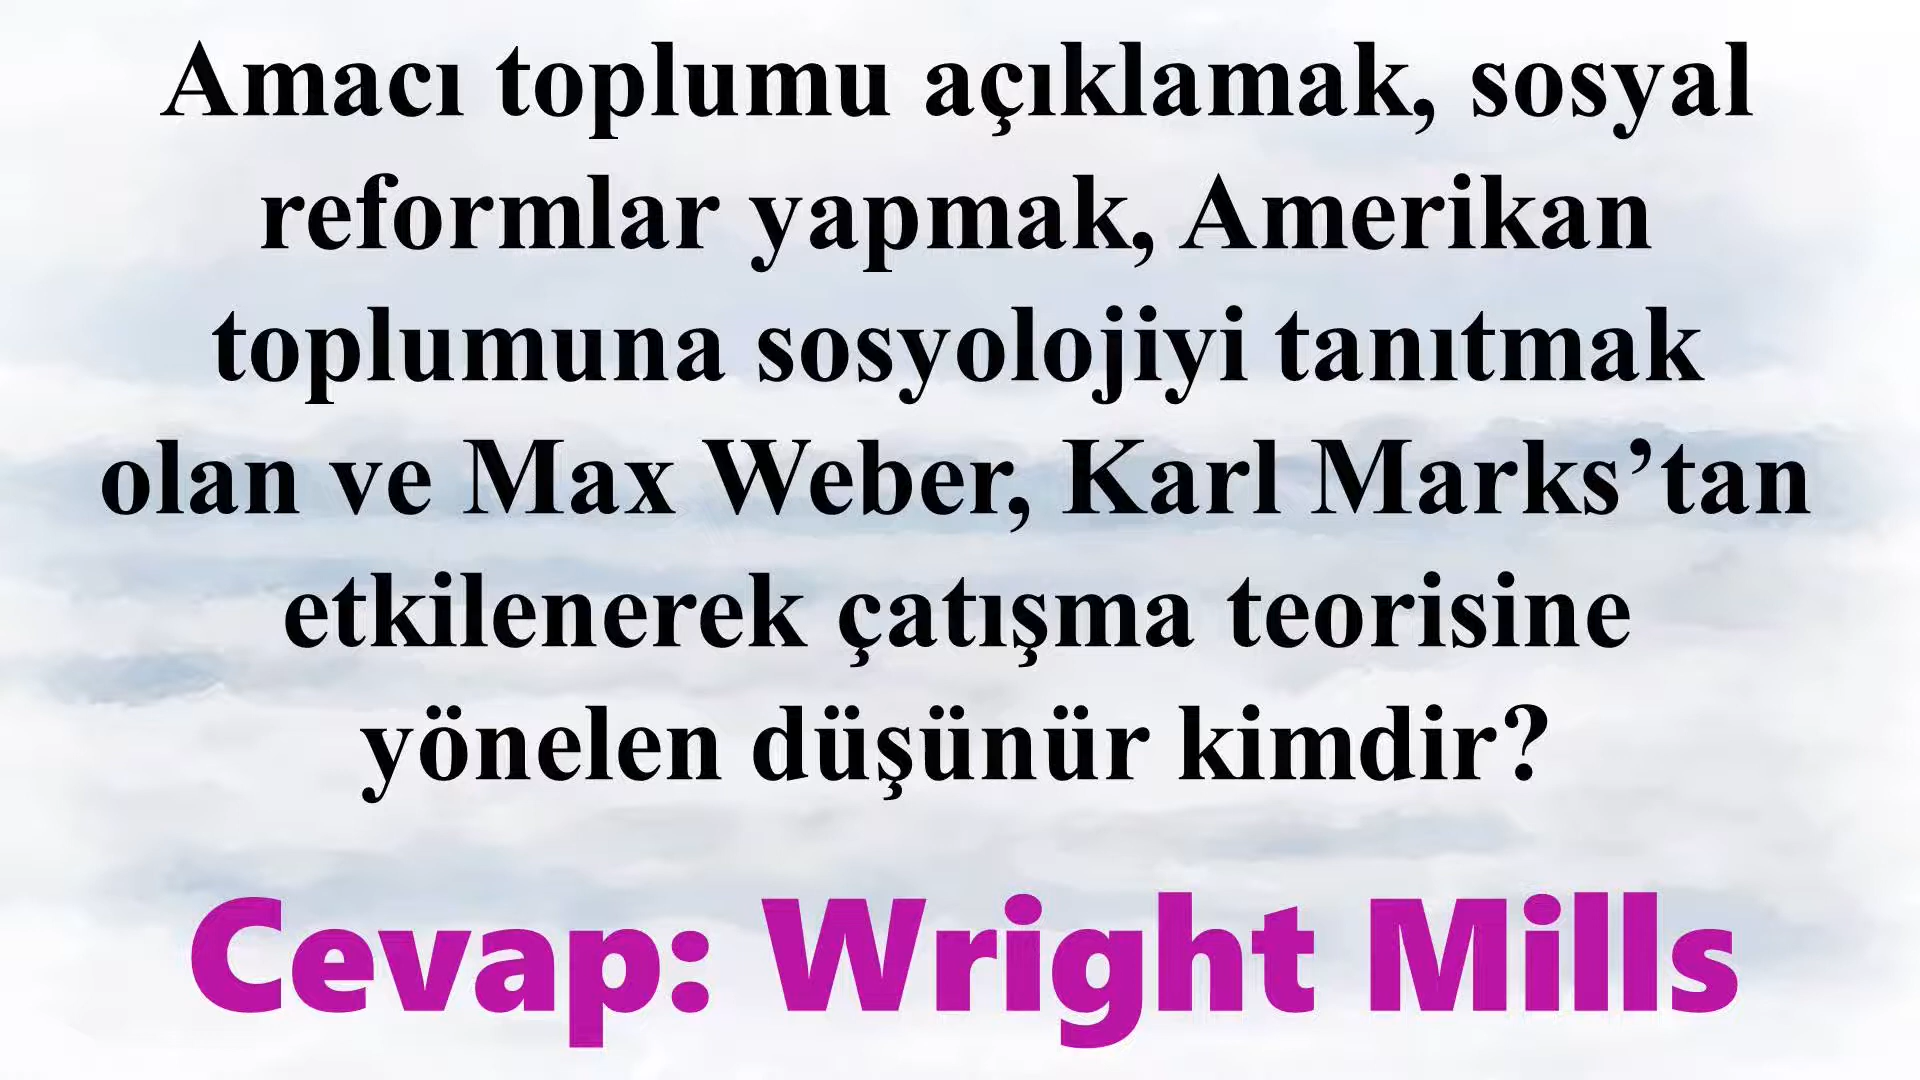 Amacı toplumu açıklamak, sosyal
reformlar yapmak, Amerikan
toplumuna sosyolojiyi tanıtmak
olan ve Max Weber, Karl Marks’tan
etkilenerek çatışma teorisine
yönelen düşünür kimdir?
Cevap: Wright Mills